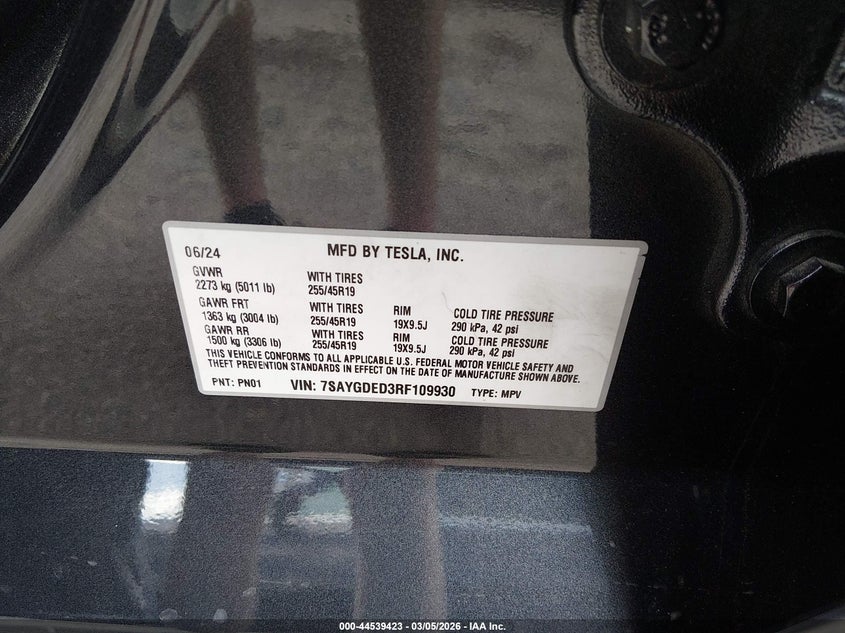 06/24 MFD BY TESLA, INC.
GVWR WITH TIRES
2273 kg (5011 lb) 255/45R19
GAWR FRT WITH TIRES RIM COLD TIRE PRESSURE
1363 kg (3004 lb) 255/45R19 19X9.5J 290 kPa, 42 psi
GAWR RR WITH TIRES RIM COLD TIRE PRESSURE
1500 kg (3306 lb) 255/45R19 19X9.5J 290 kPa, 42 psi
THIS VEHICLE CONFORMS TO ALL APPLICABLE U.S. FEDERAL MOTOR VEHICLE SAFETY AND
THEFT PREVENTION STANDARDS IN EFFECT ON THE DATE OF MANUFACTURE SHOWN ABOVE.
PNT: PN01 VIN: 7SAYGDED3RF109930 TYPE: MPV
000-44539423 - 03/05/2026 - IAA Inc.